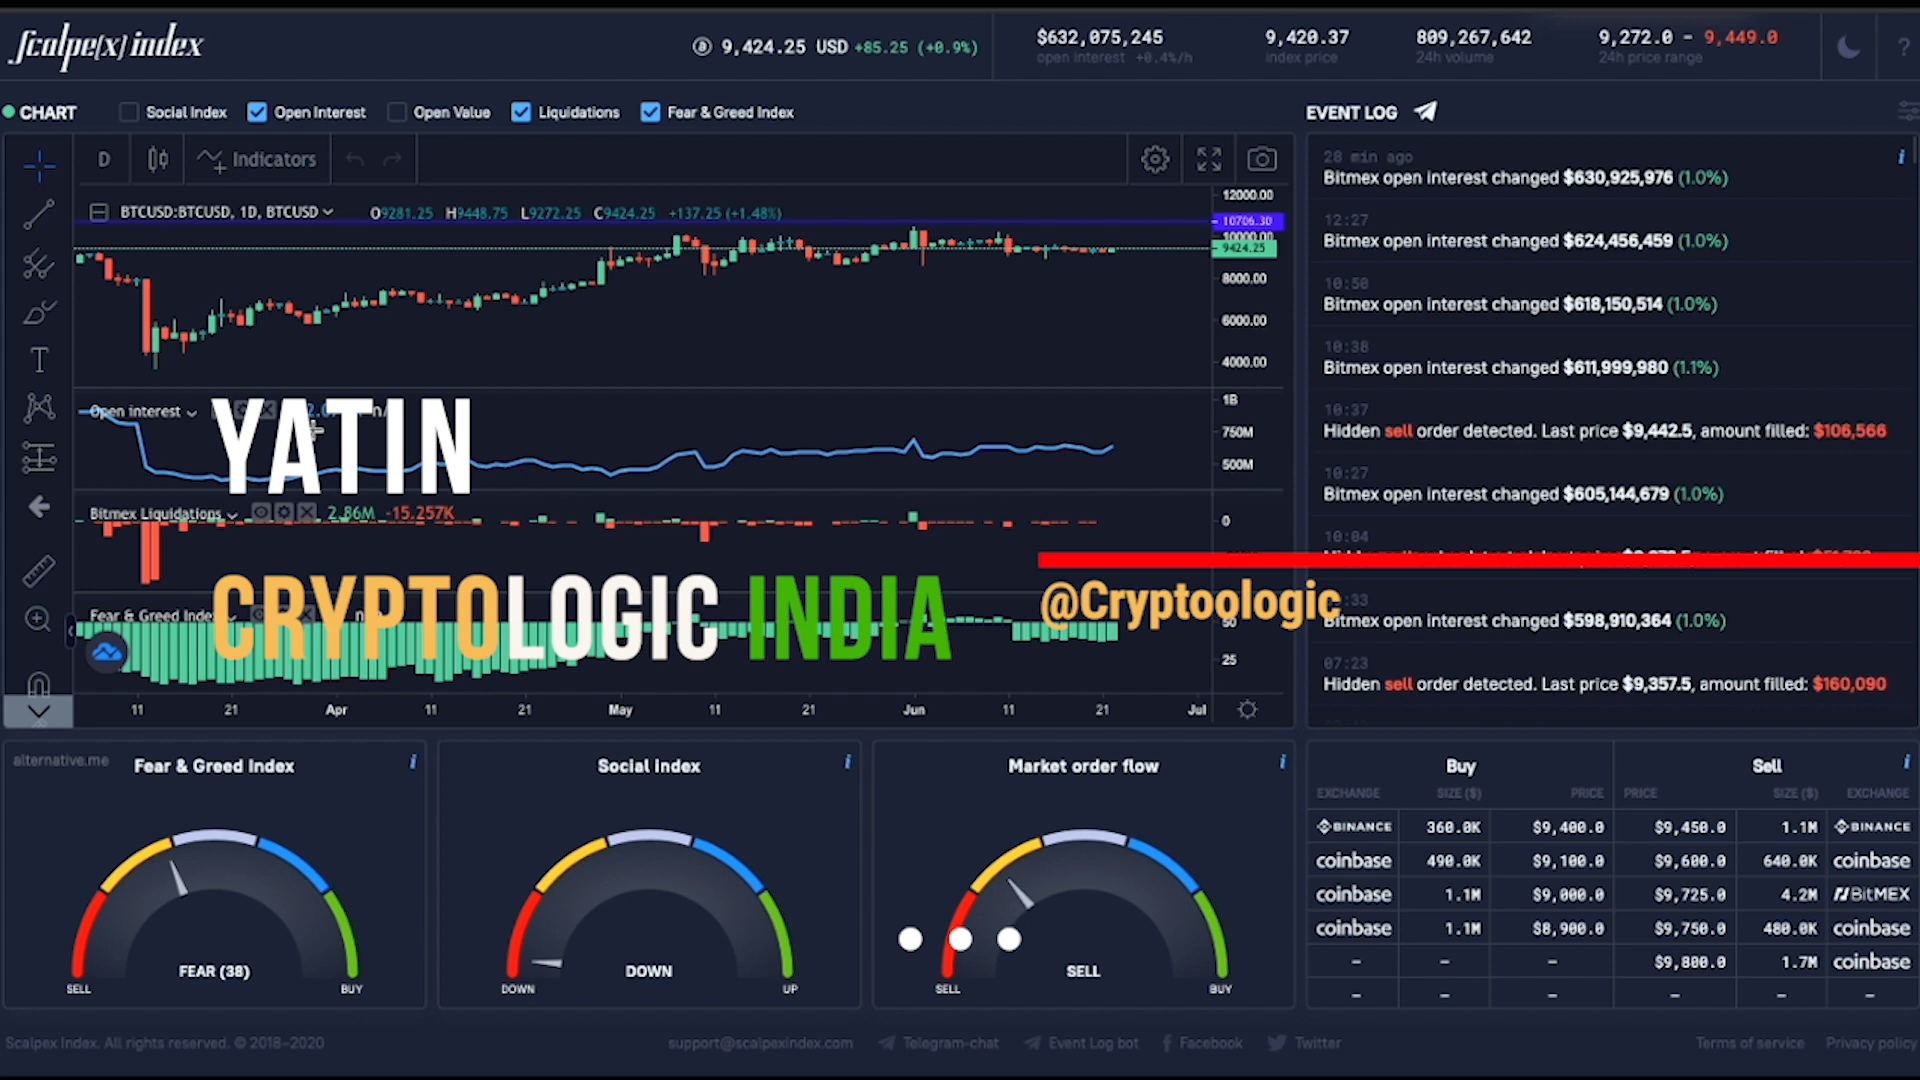 Scalpe(x) index
9,424.25 USD +85.25 (+0.9%)
$632,075,245
open interest +0.4%/h
9,420.37
index price
809,267,642
24h volume
9,272.0 - 9,449.0
24h price range
?
CHART
Social Index
Open Interest
Open Value
Liquidations
Fear & Greed Index
D
Indicators
BTCUSD:BTCUSD, 1D, BTCUSD
O9281.25 H9448.75 L9272.25 C9424.25 +137.25 (+1.48%)
12000.00
10706.30
10000.00
9424.25
8000.00
6000.00
4000.00
Open interest
1B
750M
500M
YATIN
Bitmex Liquidations
2.86M -15.257K
0
CRYPTOLOGIC INDIA
@Cryptoologic
Fear & Greed Index
50
25
11 21 Apr 11 21 May 11 21 Jun 11 21 Jul
EVENT LOG
28 min ago
Bitmex open interest changed $630,925,976 (1.0%)
12:27
Bitmex open interest changed $624,456,459 (1.0%)
10:50
Bitmex open interest changed $618,150,514 (1.0%)
10:38
Bitmex open interest changed $611,999,980 (1.1%)
10:37
Hidden sell order detected. Last price $9,442.5, amount filled: $106,566
10:27
Bitmex open interest changed $605,144,679 (1.0%)
10:04
Bitmex open interest changed $598,910,364 (1.0%)
07:23
Hidden sell order detected. Last price $9,357.5, amount filled: $160,090
alternative.me
Fear & Greed Index
FEAR (38)
SELL BUY
Social Index
DOWN
DOWN UP
Market order flow
SELL
SELL BUY
Buy Sell
EXCHANGE SIZE ($) PRICE PRICE SIZE ($) EXCHANGE
BINANCE 360.0K $9,400.0 $9,450.0 1.1M BINANCE
coinbase 490.0K $9,100.0 $9,600.0 640.0K coinbase
coinbase 1.1M $9,000.0 $9,725.0 4.2M BitMEX
coinbase 1.1M $8,900.0 $9,750.0 480.0K coinbase
– – – $9,800.0 1.7M coinbase
– – – – – –
Scalpex Index. All rights reserved. © 2018-2020
support@scalpexindex.com
Telegram-chat
Event Log bot
Facebook
Twitter
Terms of service
Privacy policy